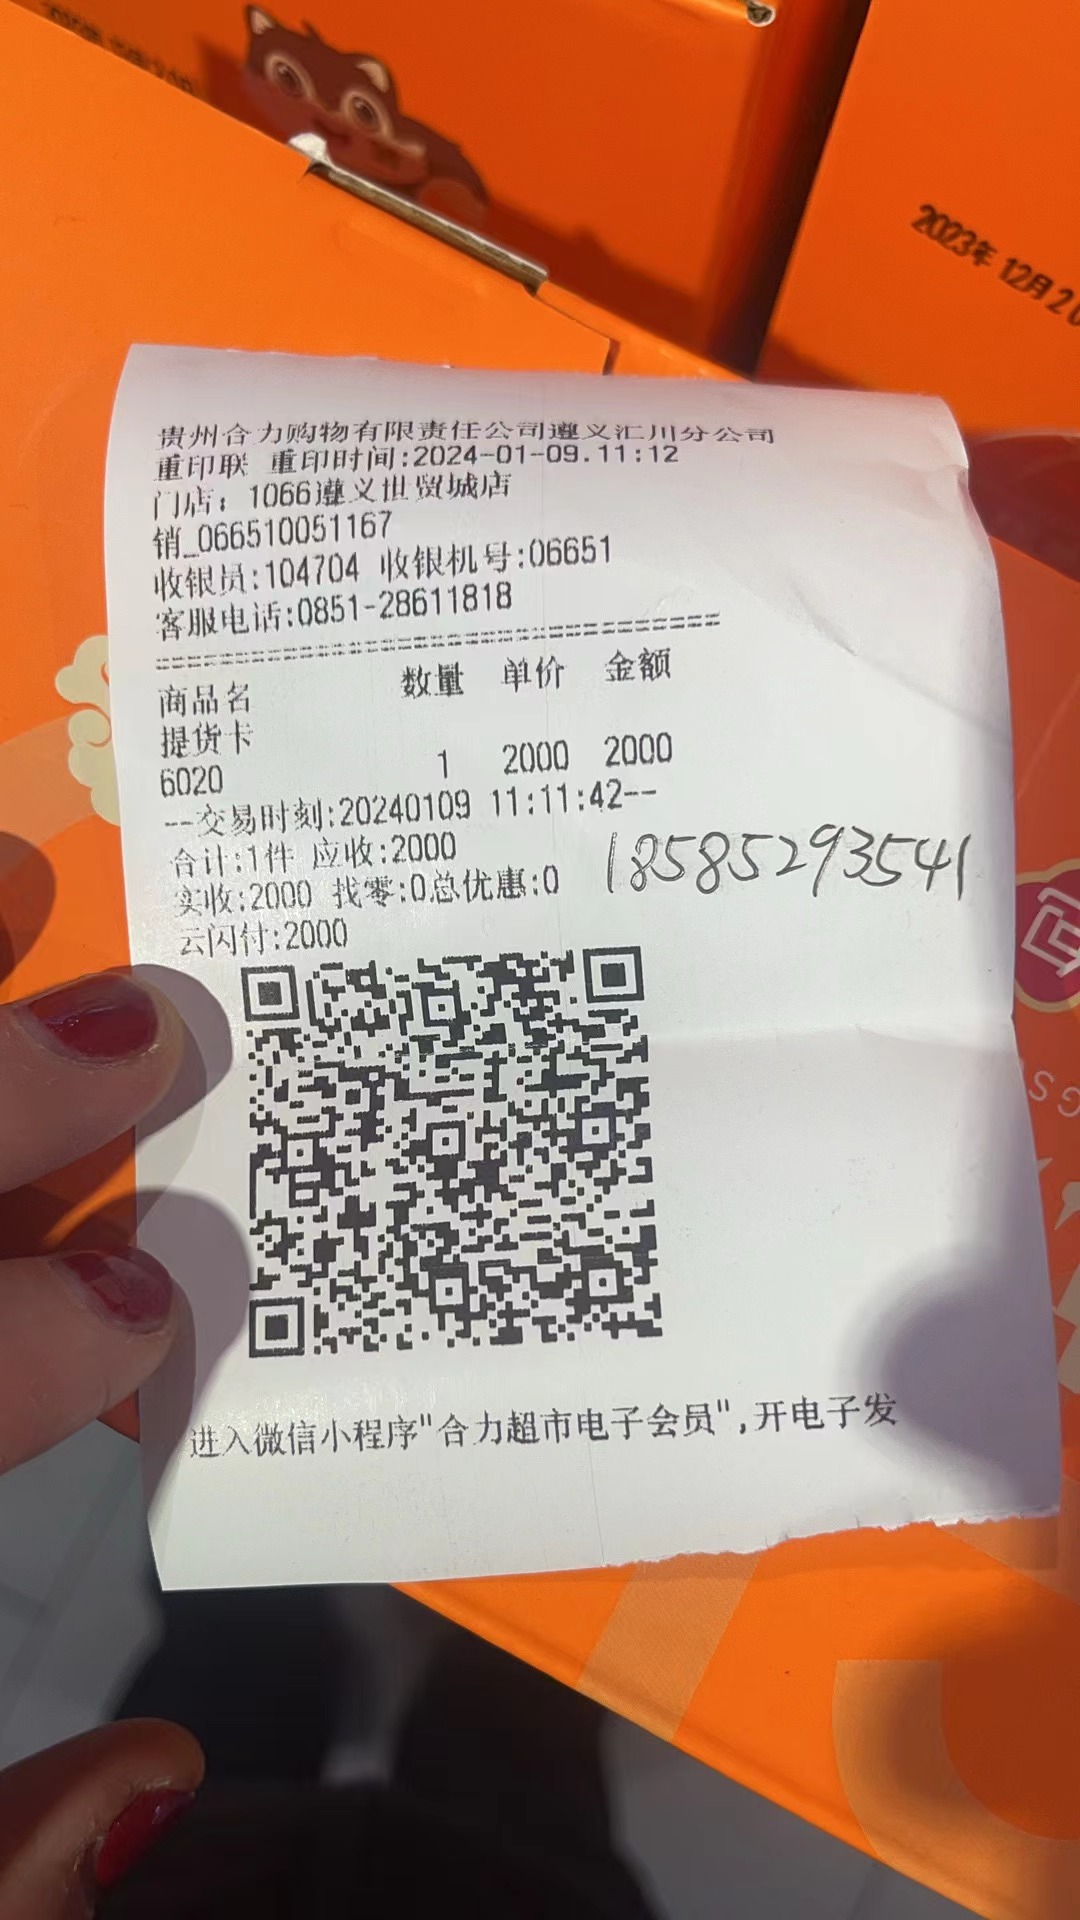 2023年 12月 20
贵州合力购物有限责任公司遵义汇川分公司
重印联 重印时间:2024-01-09.11:12
门店: 1066遵义世贸城店
销_066510051167
收银员:104704 收银机号:06651
客服电话:0851-28611818
==========================================
商品名 数量 单价 金额
提货卡
6020 1 2000 2000
--交易时刻:20240109 11:11:42--
合计:1件 应收:2000
实收:2000 找零:0总优惠:0
18585293541
云闪付:2000
进入微信小程序"合力超市电子会员",开电子发